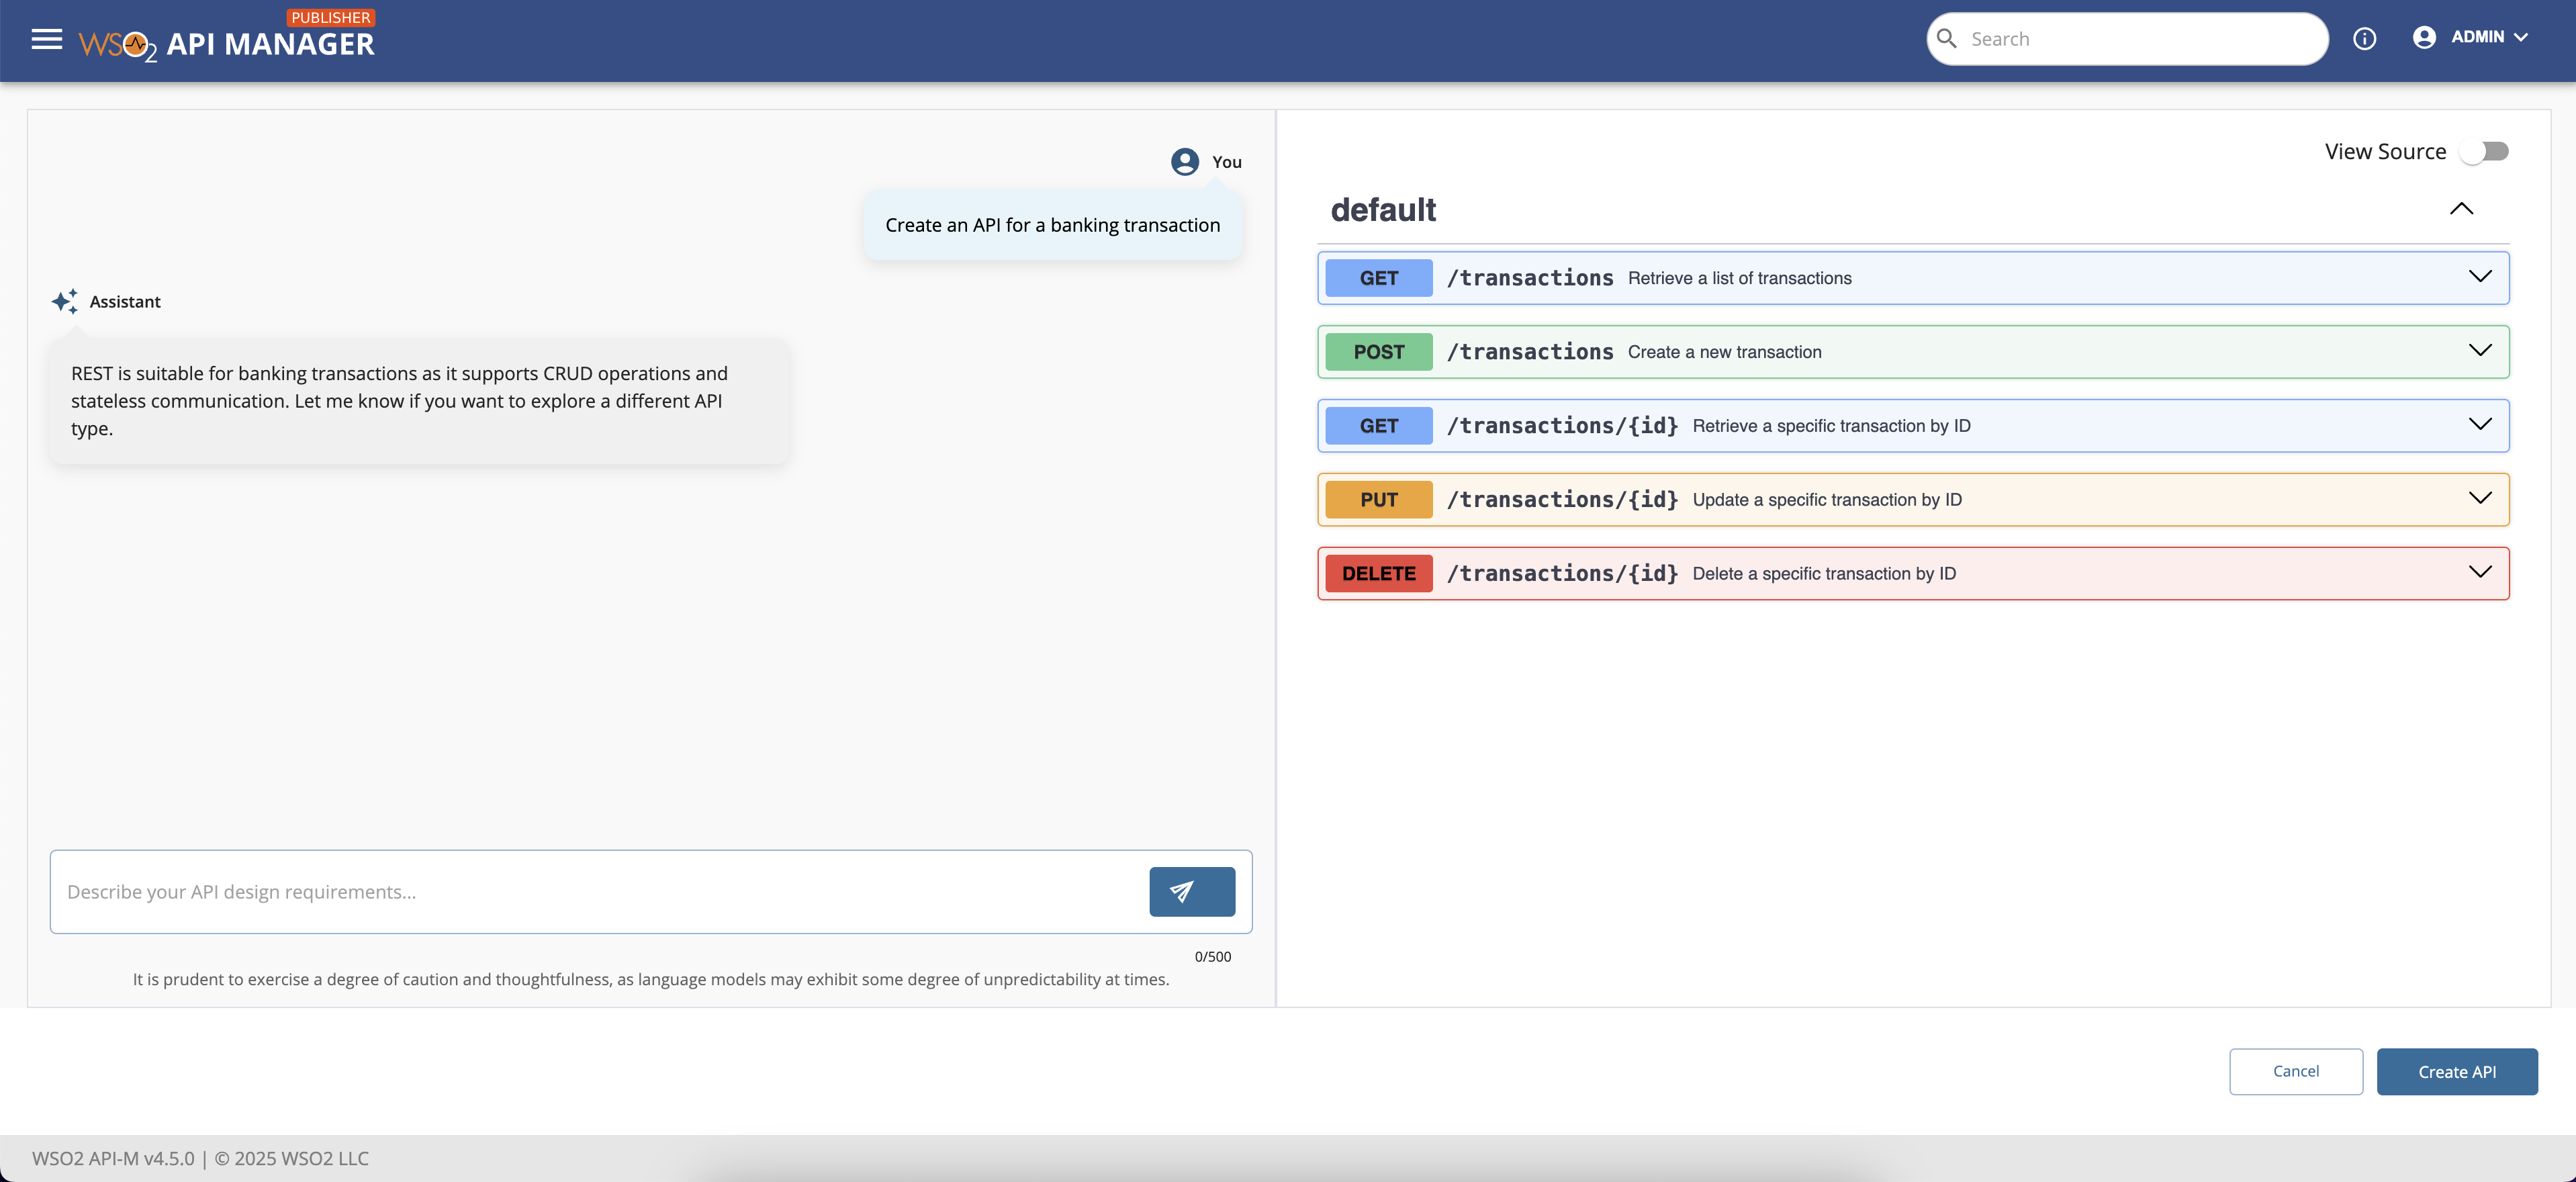 PUBLISHER
WSO2 API MANAGER
Search
ADMIN
You
Create an API for a banking transaction
Assistant
REST is suitable for banking transactions as it supports CRUD operations and
stateless communication. Let me know if you want to explore a different API
type.
Describe your API design requirements...
0/500
It is prudent to exercise a degree of caution and thoughtfulness, as language models may exhibit some degree of unpredictability at times.
View Source
default
GET /transactions Retrieve a list of transactions
POST /transactions Create a new transaction
GET /transactions/{id} Retrieve a specific transaction by ID
PUT /transactions/{id} Update a specific transaction by ID
DELETE /transactions/{id} Delete a specific transaction by ID
Cancel
Create API
WSO2 API-M v4.5.0 | © 2025 WSO2 LLC